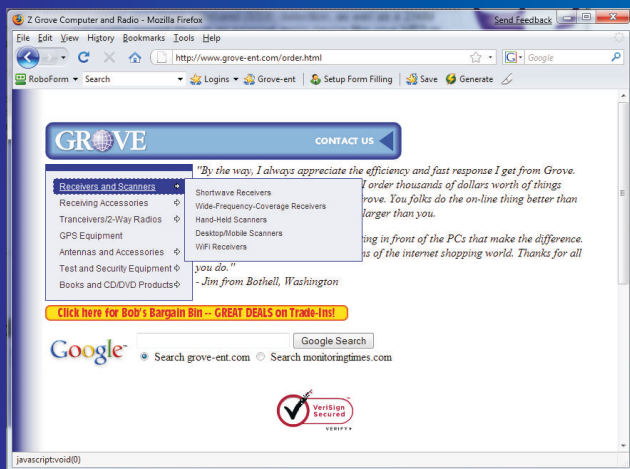 Z Grove Computer and Radio - Mozilla Firefox
Send Feedback
File Edit View History Bookmarks Tools Help
http://www.grove-ent.com/order.html
G Google
RoboForm Search Logins Grove-ent Setup Form Filling Save Generate
GROVE
CONTACT US
"By the way, I always appreciate the efficiency and fast response I get from Grove.
Receivers and Scanners
I order thousands of dollars worth of things
Shortwave Receivers
Receiving Accessories
Wide-Frequency-Coverage Receivers
rove. You folks do the on-line thing better than
Tranceivers/2-Way Radios
Hand-Held Scanners
larger than you.
GPS Equipment
Desktop/Mobile Scanners
ing in front of the PCs that make the difference.
Antennas and Accessories
WiFi Receivers
ns of the internet shopping world. Thanks for all
Test and Security Equipment
you do."
Books and CD/DVD Products
- Jim from Bothell, Washington
Click here for Bob's Bargain Bin -- GREAT DEALS on Trade-Ins!
Google
Google Search
Search grove-ent.com Search monitoringtimes.com
VeriSign
Secured
VERIFY
javascript:void(0)